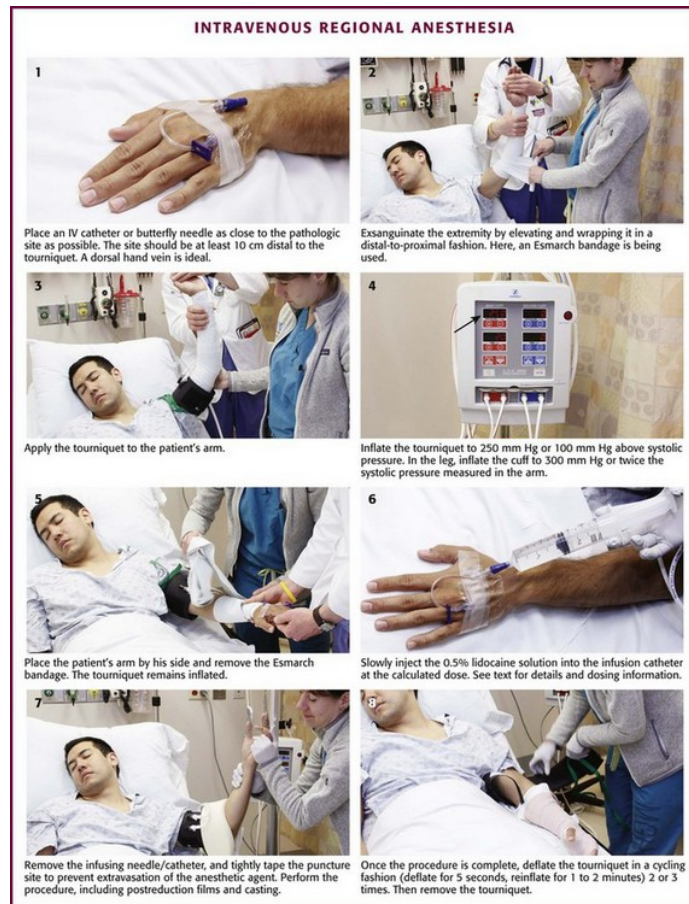 INTRAVENOUS REGIONAL ANESTHESIA
1
Place an IV catheter or butterfly needle as close to the pathologic
site as possible. The site should be at least 10 cm distal to the
tourniquet. A dorsal hand vein is ideal.
2
Exsanguinate the extremity by elevating and wrapping it in a
distal-to-proximal fashion. Here, an Esmarch bandage is being
used.
3
Apply the tourniquet to the patient's arm.
4
Inflate the tourniquet to 250 mm Hg or 100 mm Hg above systolic
pressure. In the leg, inflate the cuff to 300 mm Hg or twice the
systolic pressure measured in the arm.
5
Place the patient's arm by his side and remove the Esmarch
bandage. The tourniquet remains inflated.
6
Slowly inject the 0.5% lidocaine solution into the infusion catheter
at the calculated dose. See text for details and dosing information.
7
Remove the infusing needle/catheter, and tightly tape the puncture
site to prevent extravasation of the anesthetic agent. Perform the
procedure, including postreduction films and casting.
8
Once the procedure is complete, deflate the tourniquet in a cycling
fashion (deflate for 5 seconds, reinflate for 1 to 2 minutes) 2 or 3
times. Then remove the tourniquet.